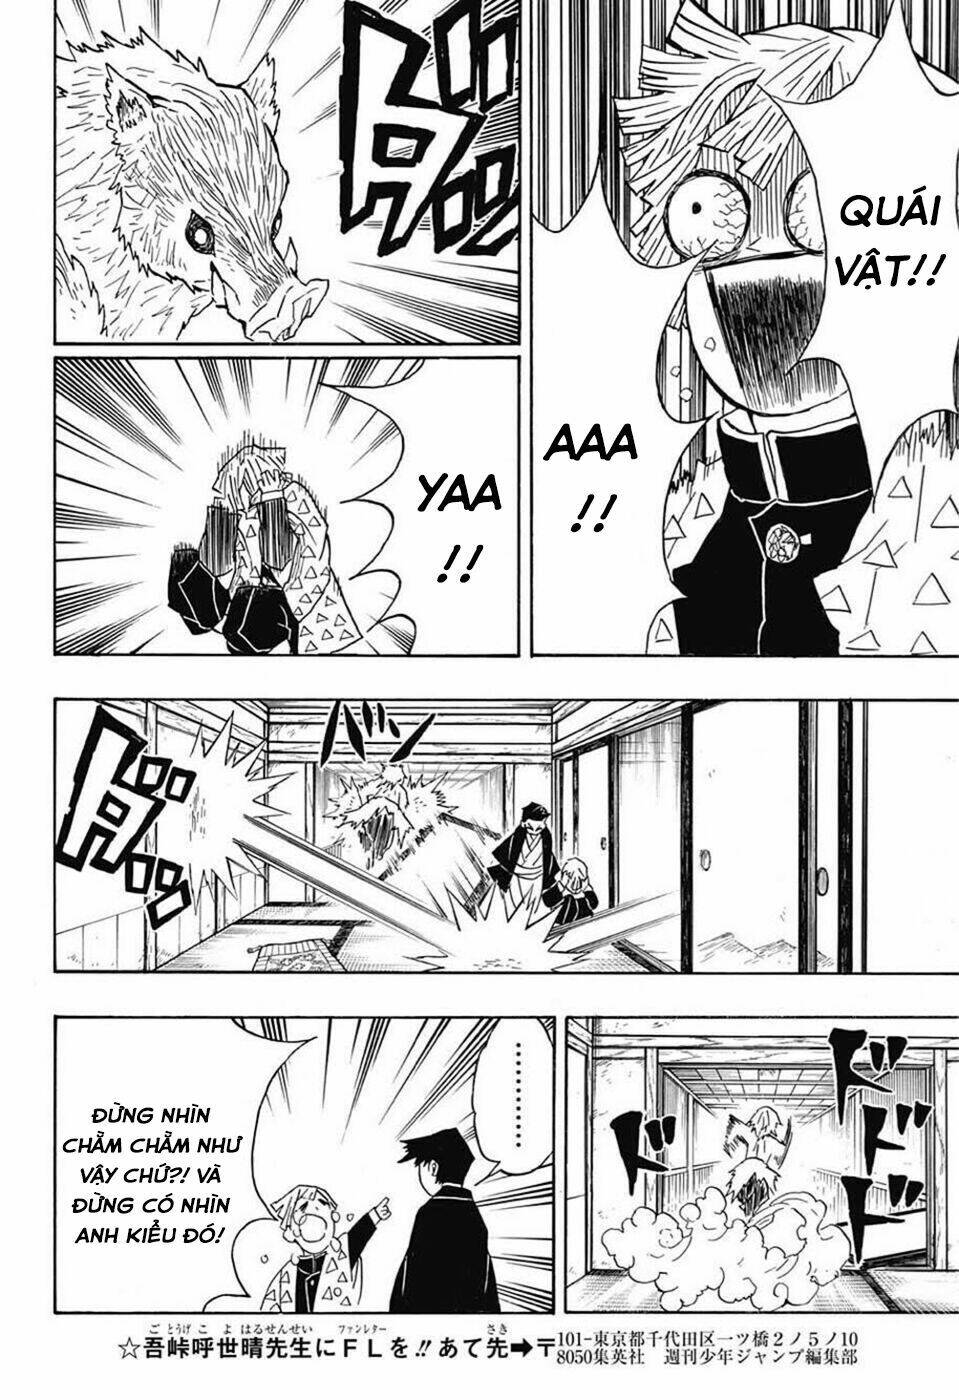 QUÁI
VẬT!!
AAA
!!
YAA
!!
ĐỪNG NHÌN
CHẰM CHẰM NHƯ
VẬY CHỨ?! VÀ
ĐỪNG CÓ NHÌN
ANH KIỂU ĐÓ!
ドドド
☆吾峠呼世晴先生にＦＬを!!あて先➡〒
101-東京都千代田区一ツ橋２ノ５ノ10
8050集英社　週刊少年ジャンプ編集部